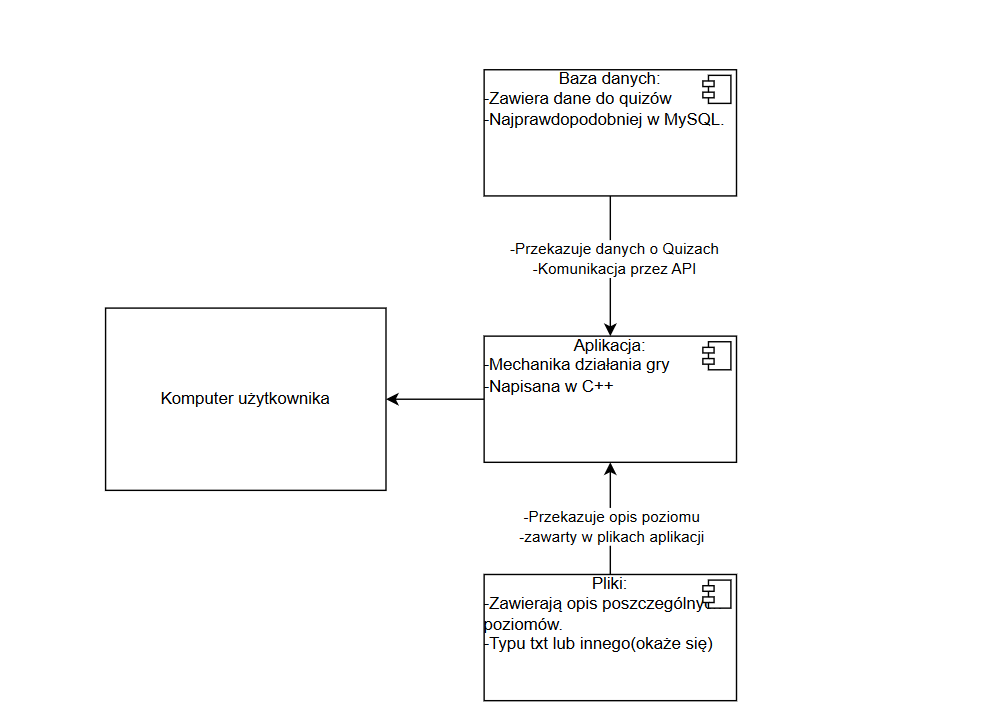 Baza danych:
-Zawiera dane do quizów
-Najprawdopodobniej w MySQL.
-Przekazuje danych o Quizach
-Komunikacja przez API
Aplikacja:
-Mechanika działania gry
-Napisana w C++
Komputer użytkownika
-Przekazuje opis poziomu
-zawarty w plikach aplikacji
Pliki:
-Zawierają opis poszczególny
poziomów.
-Typu txt lub innego(okaże się)